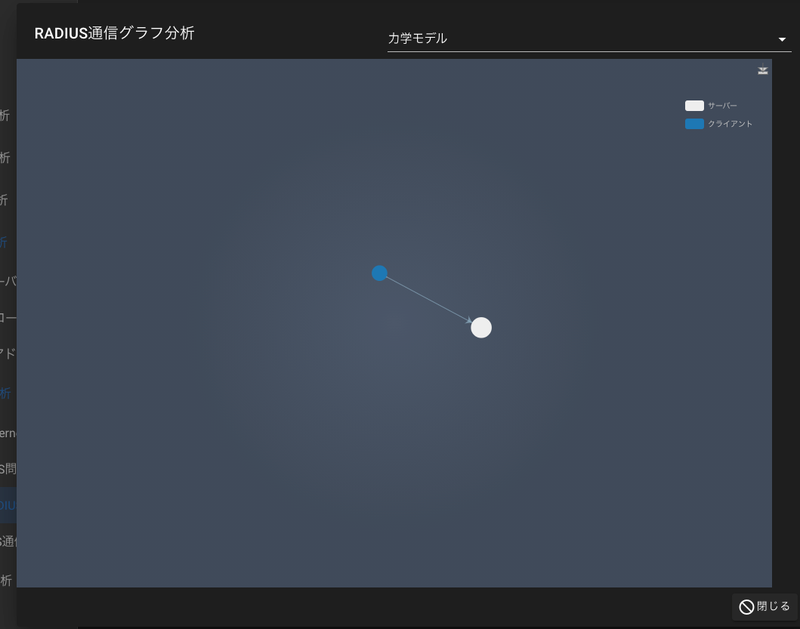 RADIUS通信グラフ分析
力学モデル
サーバー
クライアント
析
析
析
析
ーバ
ロー
アド
析
erne
S問
DIU
S通信
析
閉じる